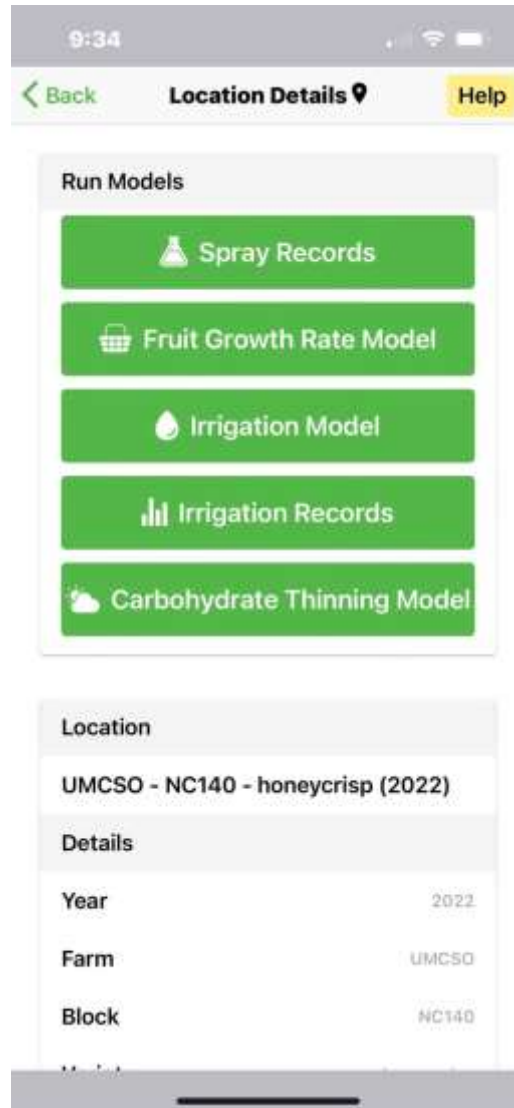 9:34
Back
Location Details
Help
Run Models
Spray Records
Fruit Growth Rate Model
Irrigation Model
Irrigation Records
Carbohydrate Thinning Model
Location
UMCSO - NC140 - honeycrisp (2022)
Details
Year 2022
Farm UMCSO
Block NC140